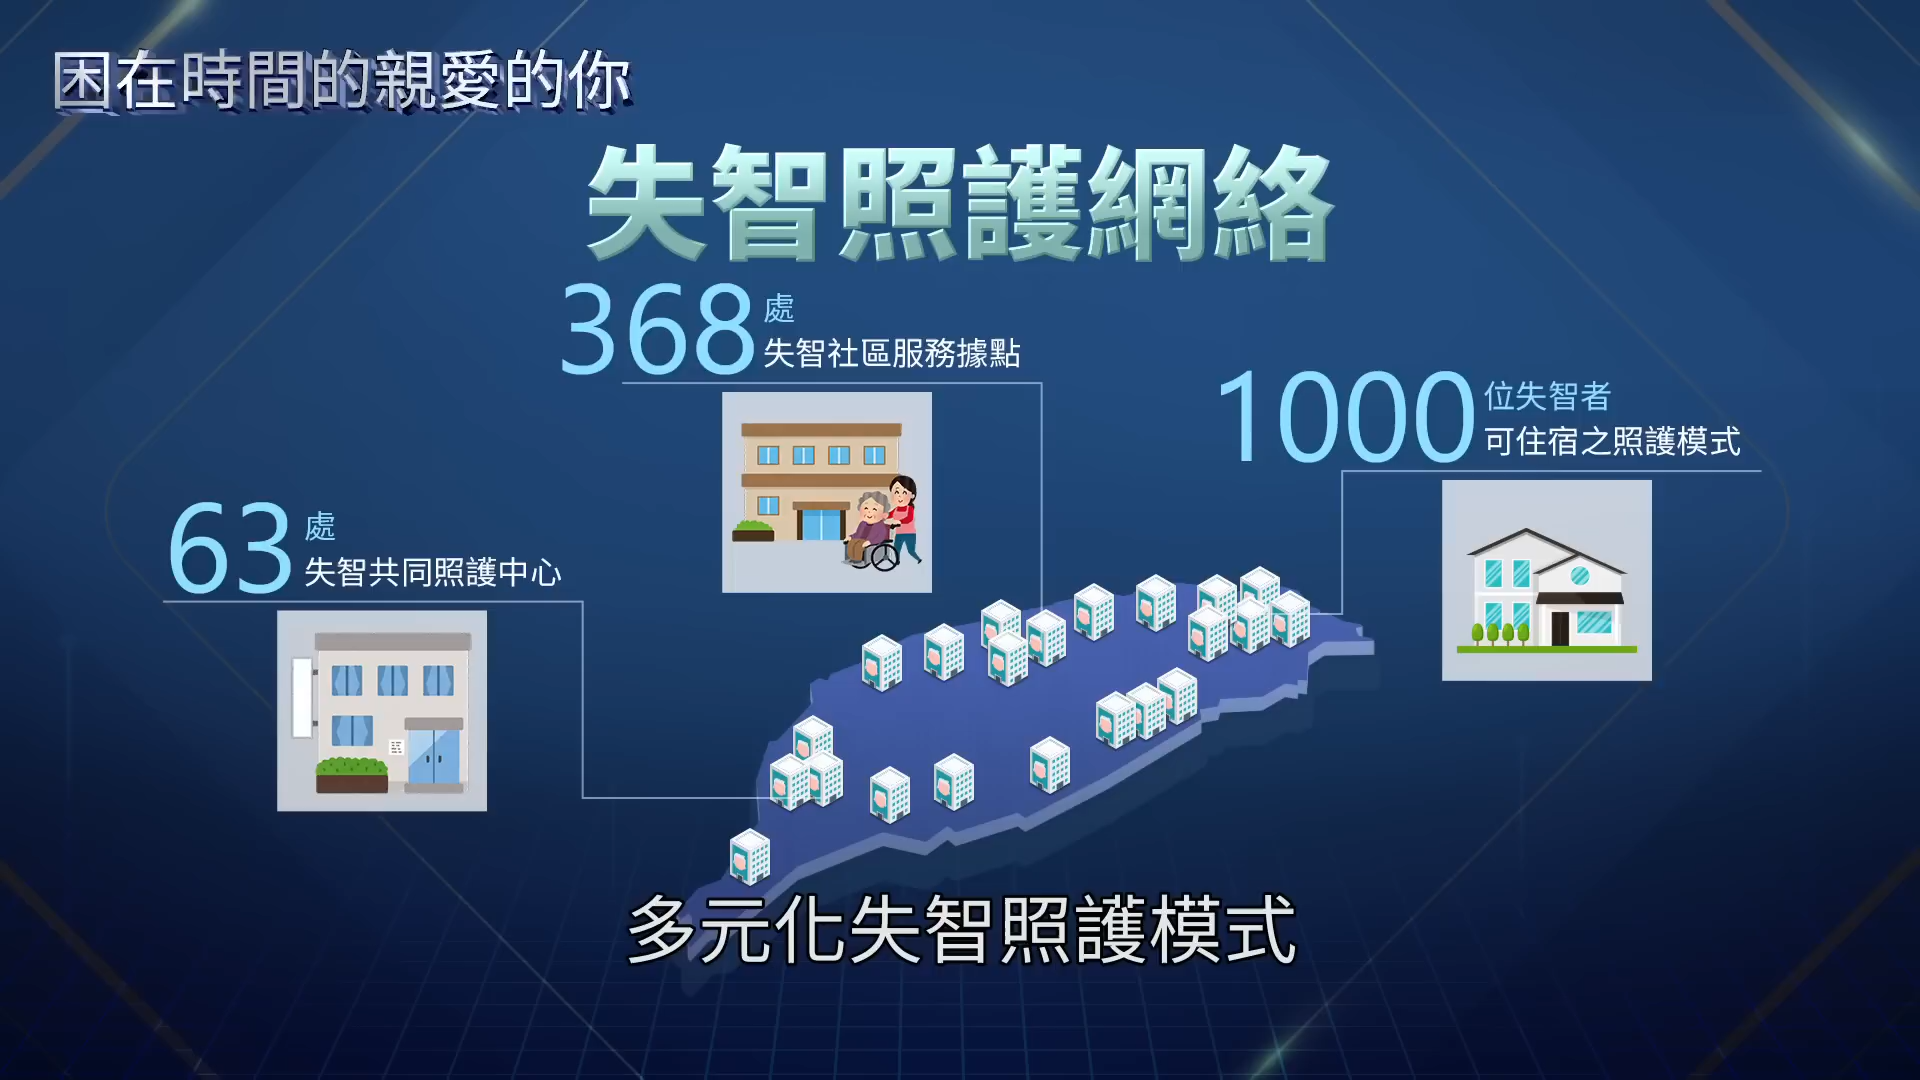 困在時間的親愛的你
失智照護網絡
368處
失智社區服務據點
1000位失智者
可住宿之照護模式
63處
失智共同照護中心
多元化失智照護模式